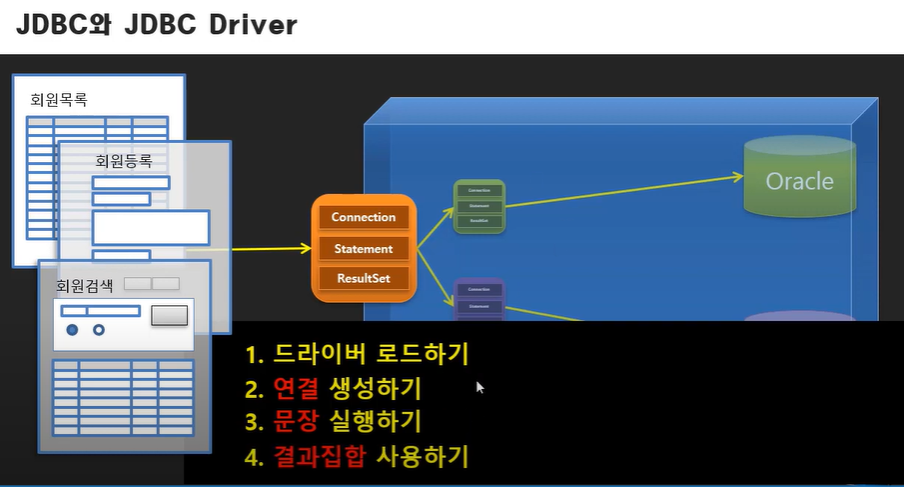 JDBC와 JDBC Driver
회원목록
회원등록
회원검색
Connection
Statement
ResultSet
Connection
Statement
ResultSet
Oracle
Connection
Statement
1. 드라이버 로드하기
2. 연결 생성하기
3. 문장 실행하기
4. 결과집합 사용하기